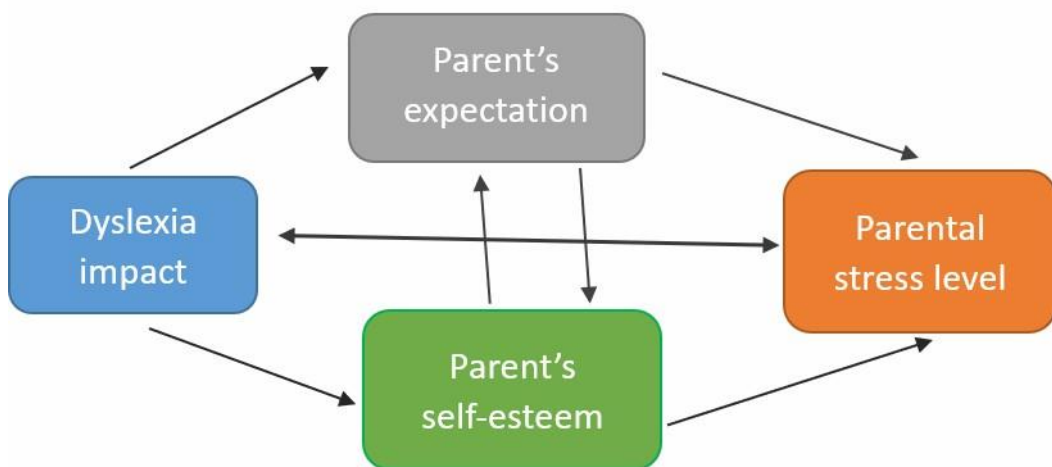 Parent’s
expectation
Dyslexia
impact
Parental
stress level
Parent’s
self-esteem